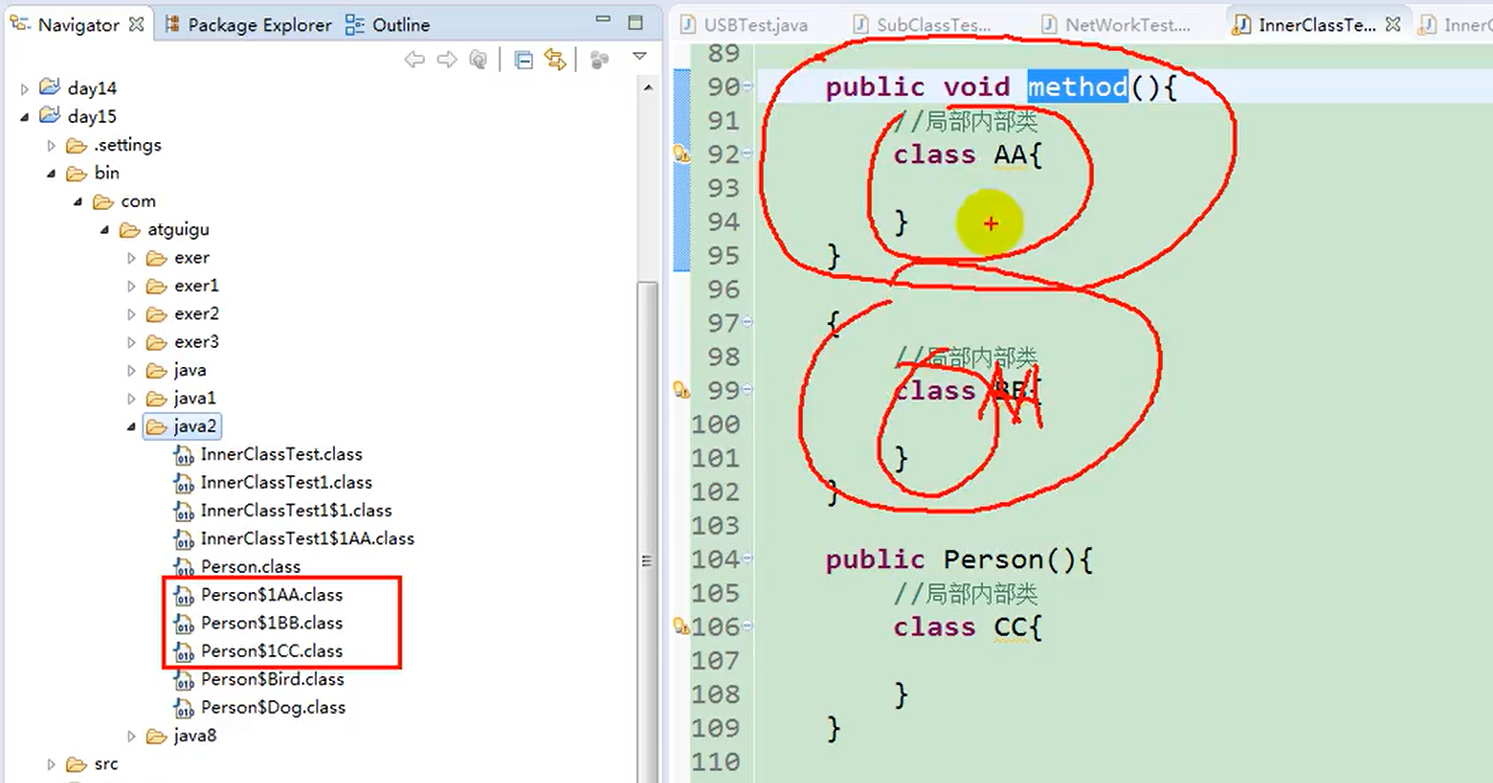 Navigator
Package Explorer
Outline
day14
day15
.settings
bin
com
atguigu
exer
exer1
exer2
exer3
java
java1
java2
InnerClassTest.class
InnerClassTest1.class
InnerClassTest1$1.class
InnerClassTest1$1AA.class
Person.class
Person$1AA.class
Person$1BB.class
Person$1CC.class
Person$Bird.class
Person$Dog.class
java8
src
USBTest.java
SubClassTes...
NetWorkTest....
InnerClassTe...
InnerC
89
90 public void method(){
91 //局部内部类
92 class AA{
93
94 }
95 }
96
97 {
98 //局部内部类
99 class BB{
AA
100
101 }
102 }
103
104 public Person(){
105 //局部内部类
106 class CC{
107
108 }
109 }
110